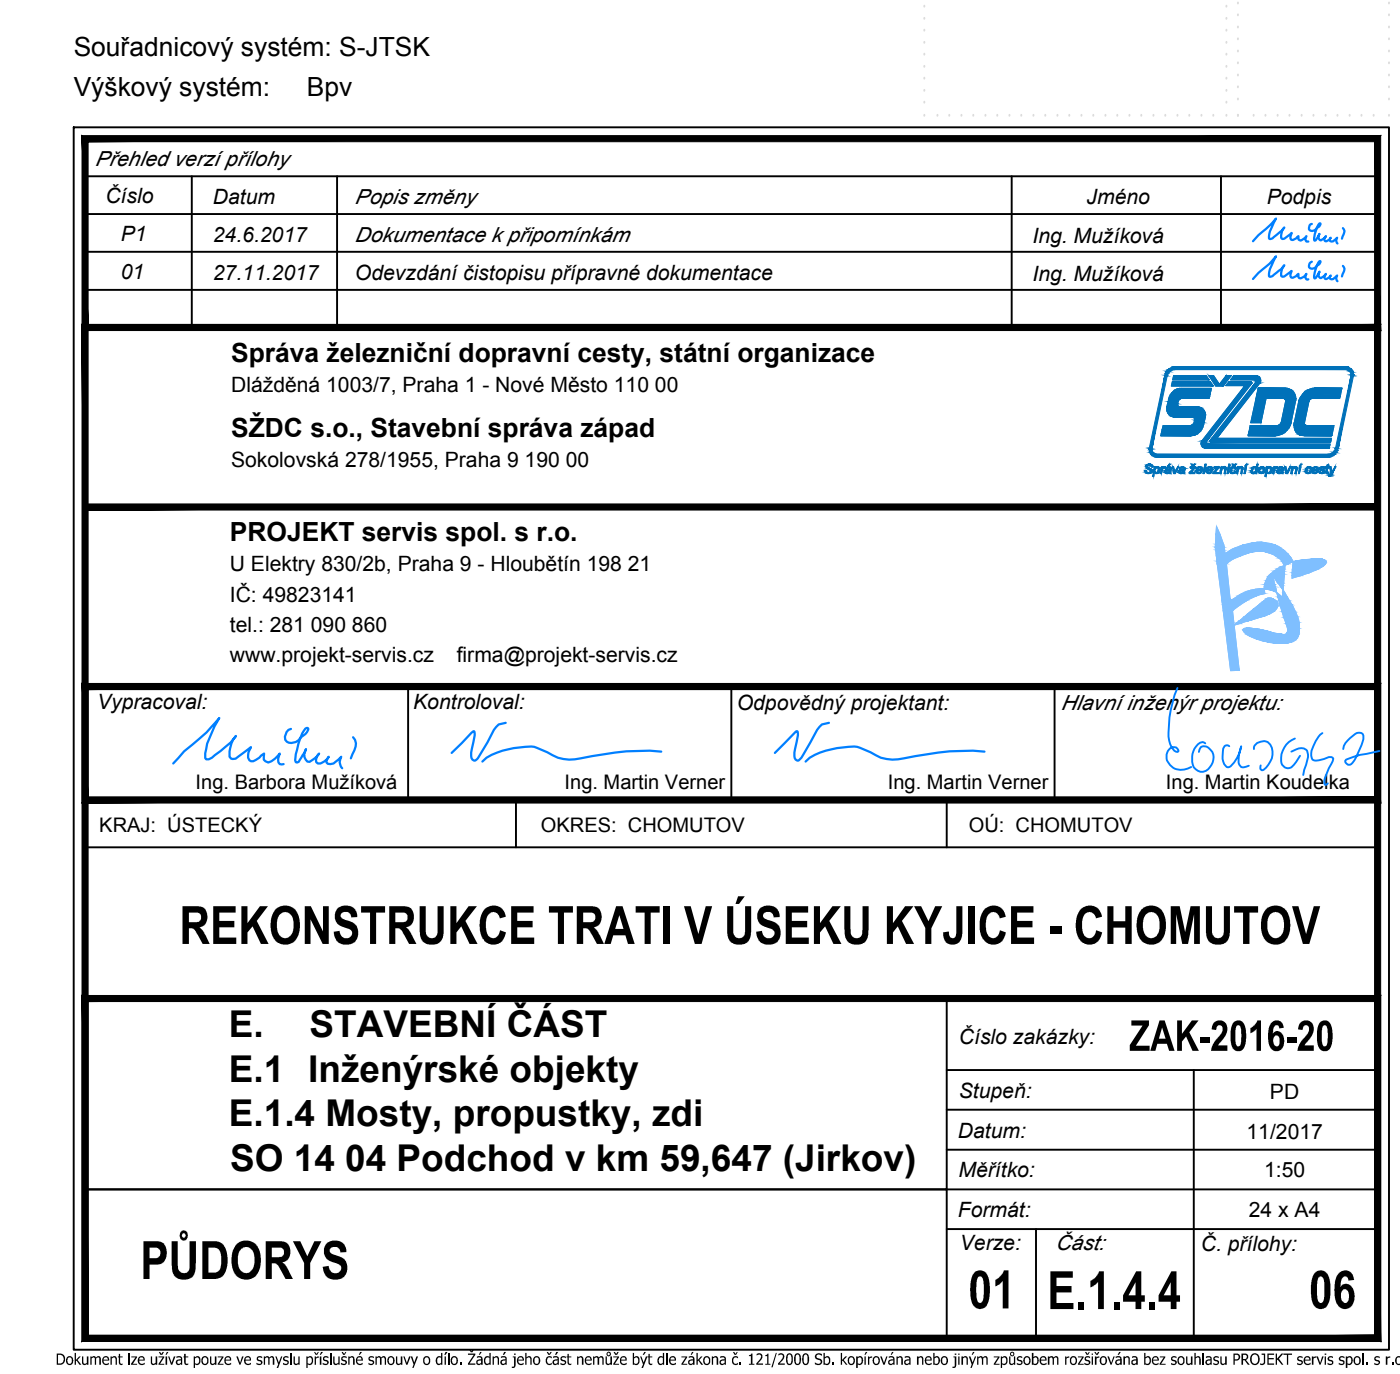 Souřadnicový systém: S-JTSK
Výškový systém: Bpv
Přehled verzí přílohy
Číslo Datum Popis změny Jméno Podpis
P1 24.6.2017 Dokumentace k připomínkám Ing. Mužíková
01 27.11.2017 Odevzdání čistopisu přípravné dokumentace Ing. Mužíková
Správa železniční dopravní cesty, státní organizace
Dlážděná 1003/7, Praha 1 - Nové Město 110 00
SŽDC s.o., Stavební správa západ
Sokolovská 278/1955, Praha 9 190 00
SŽDC
Správa železniční dopravní cesty
PROJEKT servis spol. s r.o.
U Elektry 830/2b, Praha 9 - Hloubětín 198 21
IČ: 49823141
tel.: 281 090 860
www.projekt-servis.cz firma@projekt-servis.cz
Vypracoval: Kontroloval: Odpovědný projektant: Hlavní inženýr projektu:
Ing. Barbora Mužíková Ing. Martin Verner Ing. Martin Verner Ing. Martin Koudelka
KRAJ: ÚSTECKÝ OKRES: CHOMUTOV OÚ: CHOMUTOV
REKONSTRUKCE TRATI V ÚSEKU KYJICE - CHOMUTOV
E. STAVEBNÍ ČÁST
E.1 Inženýrské objekty
E.1.4 Mosty, propustky, zdi
SO 14 04 Podchod v km 59,647 (Jirkov)
Číslo zakázky: ZAK-2016-20
Stupeň: PD
Datum: 11/2017
Měřítko: 1:50
Formát: 24 x A4
PŮDORYS
Verze: Část: Č. přílohy:
01 E.1.4.4 06
Dokument lze užívat pouze ve smyslu příslušné smouvy o dílo. Žádná jeho část nemůže být dle zákona č. 121/2000 Sb. kopírována nebo jiným způsobem rozšiřována bez souhlasu PROJEKT servis spol. s r.o